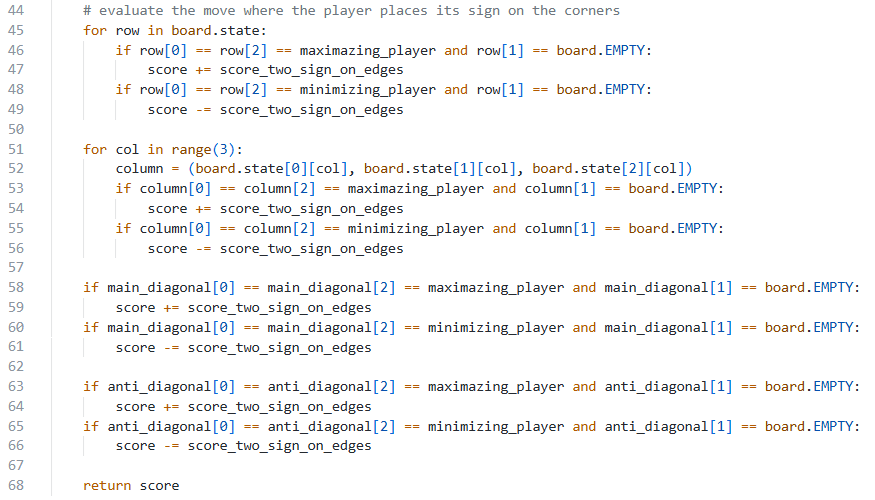 44 # evaluate the move where the player places its sign on the corners
45 for row in board.state:
46 if row[0] == row[2] == maximazing_player and row[1] == board.EMPTY:
47 score += score_two_sign_on_edges
48 if row[0] == row[2] == minimizing_player and row[1] == board.EMPTY:
49 score -= score_two_sign_on_edges
50
51 for col in range(3):
52 column = (board.state[0][col], board.state[1][col], board.state[2][col])
53 if column[0] == column[2] == maximazing_player and column[1] == board.EMPTY:
54 score += score_two_sign_on_edges
55 if column[0] == column[2] == minimizing_player and column[1] == board.EMPTY:
56 score -= score_two_sign_on_edges
57
58 if main_diagonal[0] == main_diagonal[2] == maximazing_player and main_diagonal[1] == board.EMPTY:
59 score += score_two_sign_on_edges
60 if main_diagonal[0] == main_diagonal[2] == minimizing_player and main_diagonal[1] == board.EMPTY:
61 score -= score_two_sign_on_edges
62
63 if anti_diagonal[0] == anti_diagonal[2] == maximazing_player and anti_diagonal[1] == board.EMPTY:
64 score += score_two_sign_on_edges
65 if anti_diagonal[0] == anti_diagonal[2] == minimizing_player and anti_diagonal[1] == board.EMPTY:
66 score -= score_two_sign_on_edges
67
68 return score